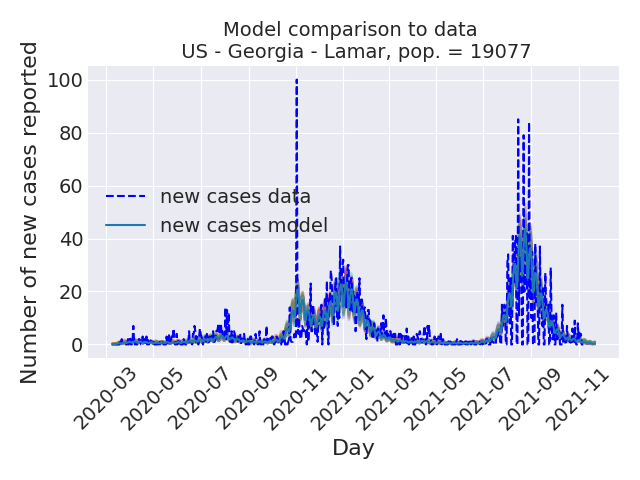 Model comparison to data
US - Georgia - Lamar, pop. = 19077
Number of new cases reported
100
80
60
40
20
0
new cases data
new cases model
2020-03
2020-05
2020-07
2020-09
2020-11
2021-01
2021-03
2021-05
2021-07
2021-09
2021-11
Day